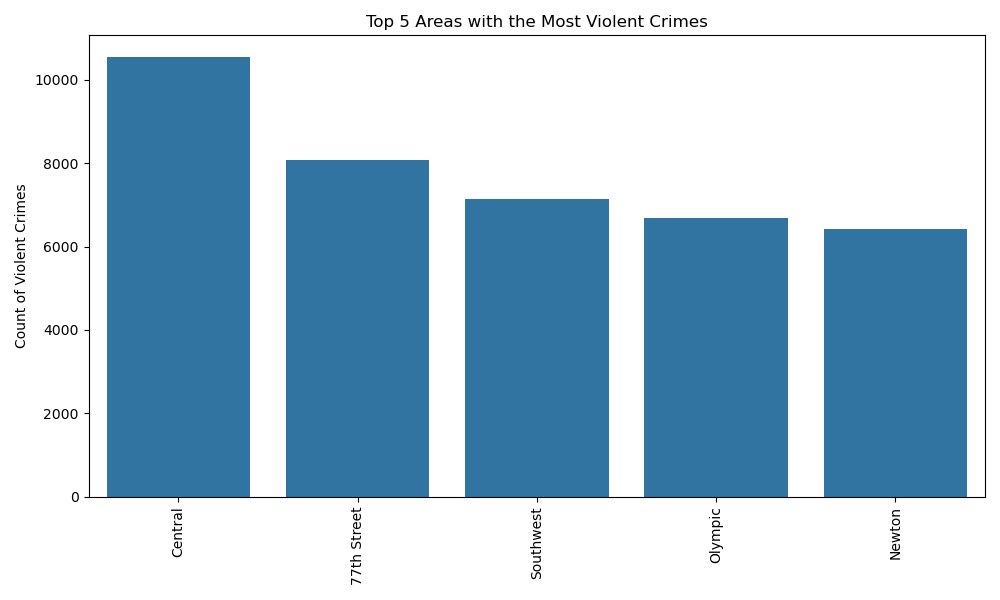 Top 5 Areas with the Most Violent Crimes
Count of Violent Crimes
10000
8000
6000
4000
2000
0
Central
77th Street
Southwest
Olympic
Newton